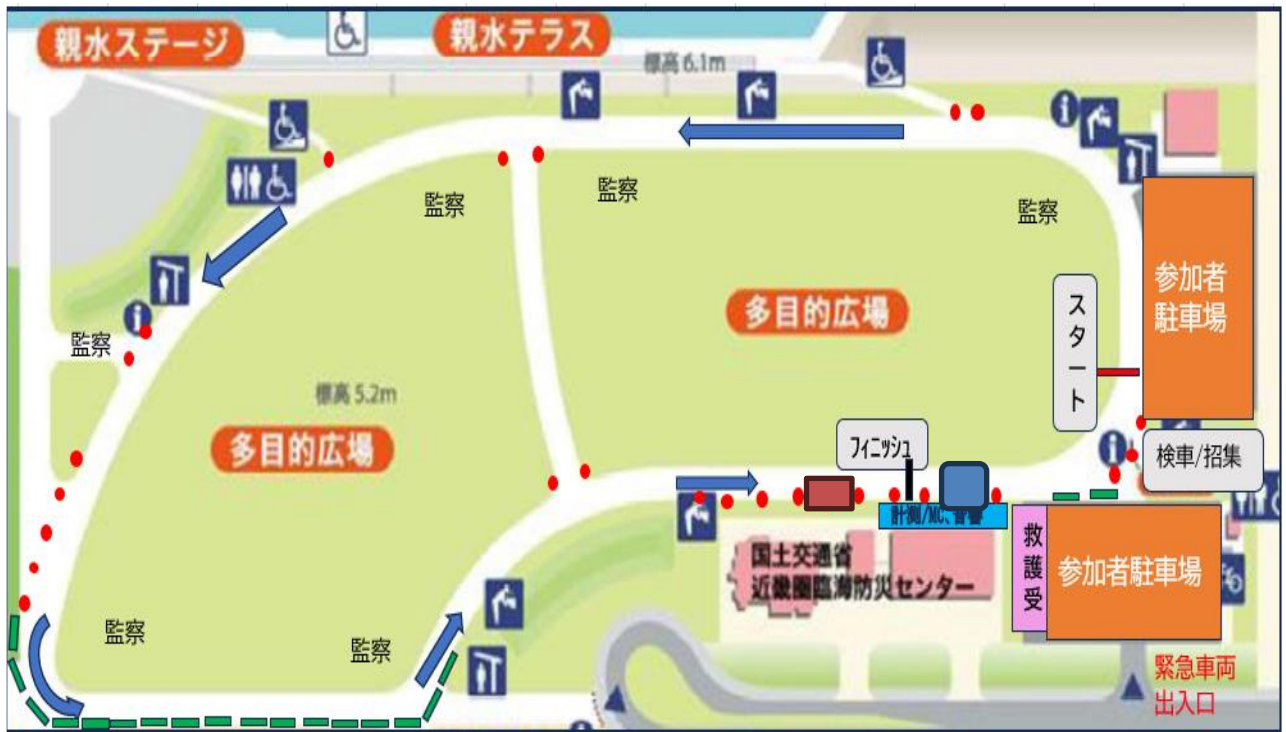 親水ステージ
親水テラス
標高 6.1m
監察
監察
監察
多目的広場
スタート
参加者
駐車場
監察
標高 5.2m
多目的広場
フィニッシュ
検車/招集
計測/MC、音響
国土交通省
近畿圏臨海防災センター
救護受
参加者駐車場
監察
監察
緊急車両
出入口